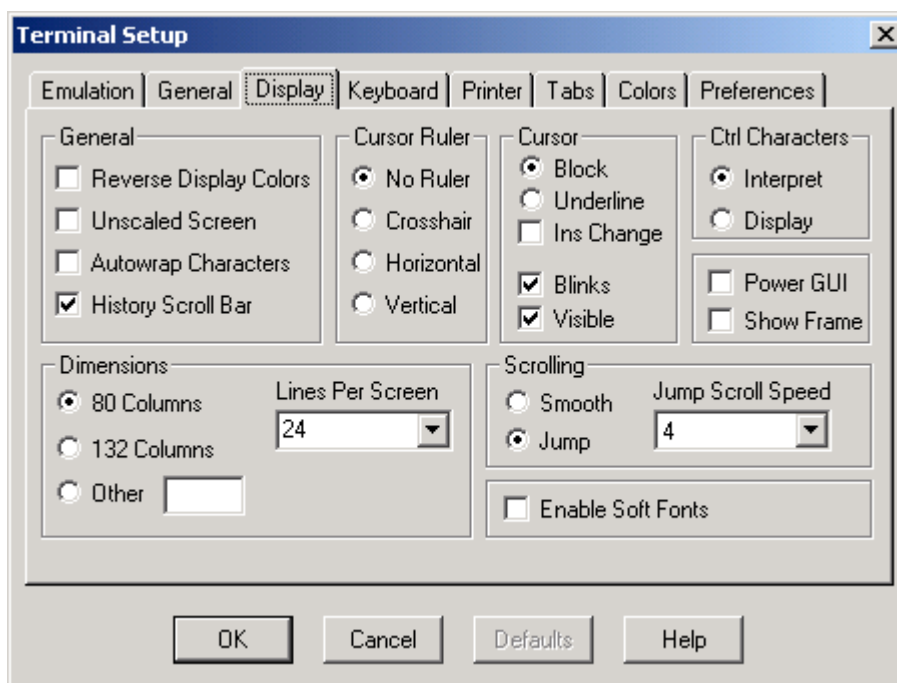 Terminal Setup
Emulation General Display Keyboard Printer Tabs Colors Preferences
General
Reverse Display Colors
Unscaled Screen
Autowrap Characters
History Scroll Bar
Cursor Ruler
No Ruler
Crosshair
Horizontal
Vertical
Cursor
Block
Underline
Ins Change
Blinks
Visible
Ctrl Characters
Interpret
Display
Power GUI
Show Frame
Dimensions
80 Columns
132 Columns
Other
Lines Per Screen
24
Scrolling
Smooth
Jump
Jump Scroll Speed
4
Enable Soft Fonts
OK Cancel Defaults Help